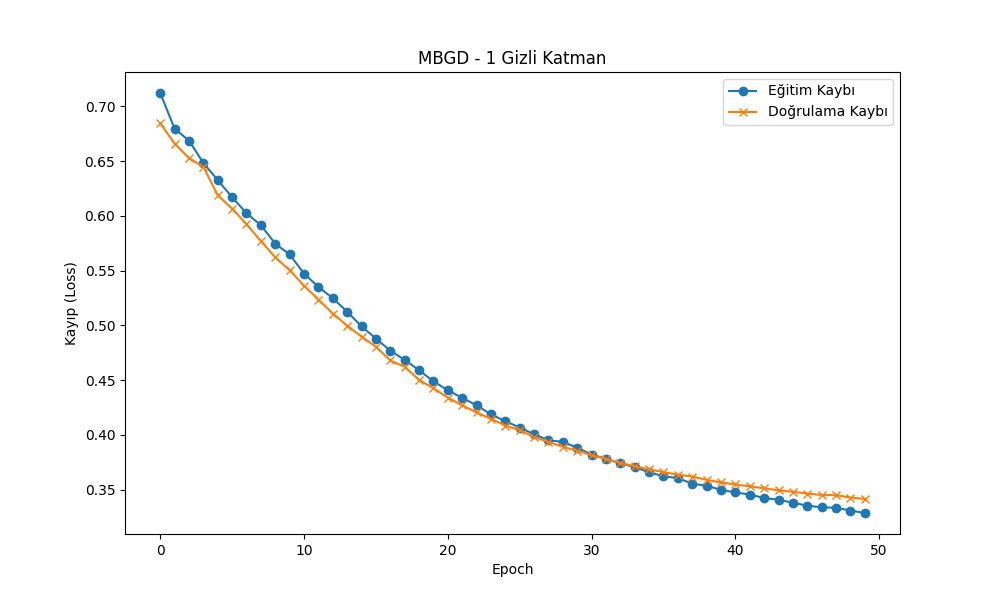 MBGD - 1 Gizli Katman
Eğitim Kaybı
Doğrulama Kaybı
Kayıp (Loss)
0.70
0.65
0.60
0.55
0.50
0.45
0.40
0.35
0 10 20 30 40 50
Epoch